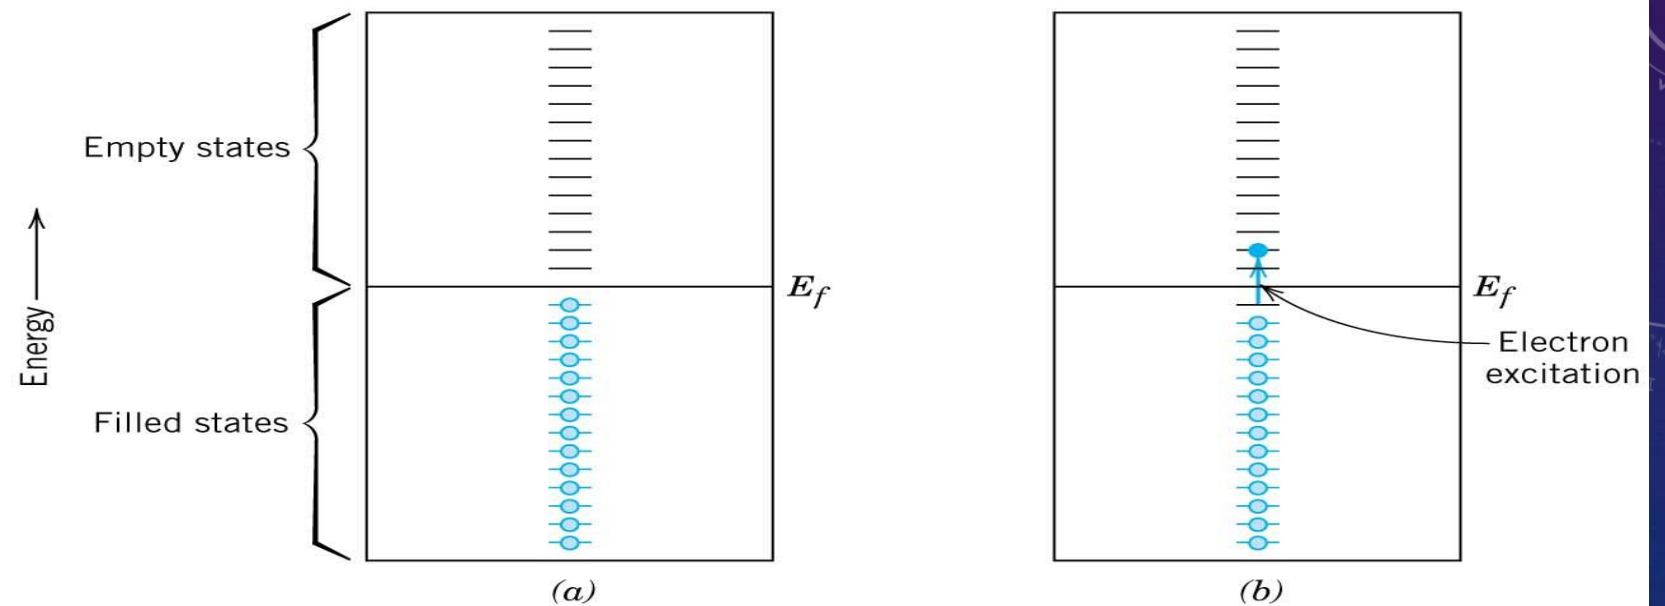 Empty states
Energy
Filled states
E_f
(a)
E_f
Electron
excitation
(b)